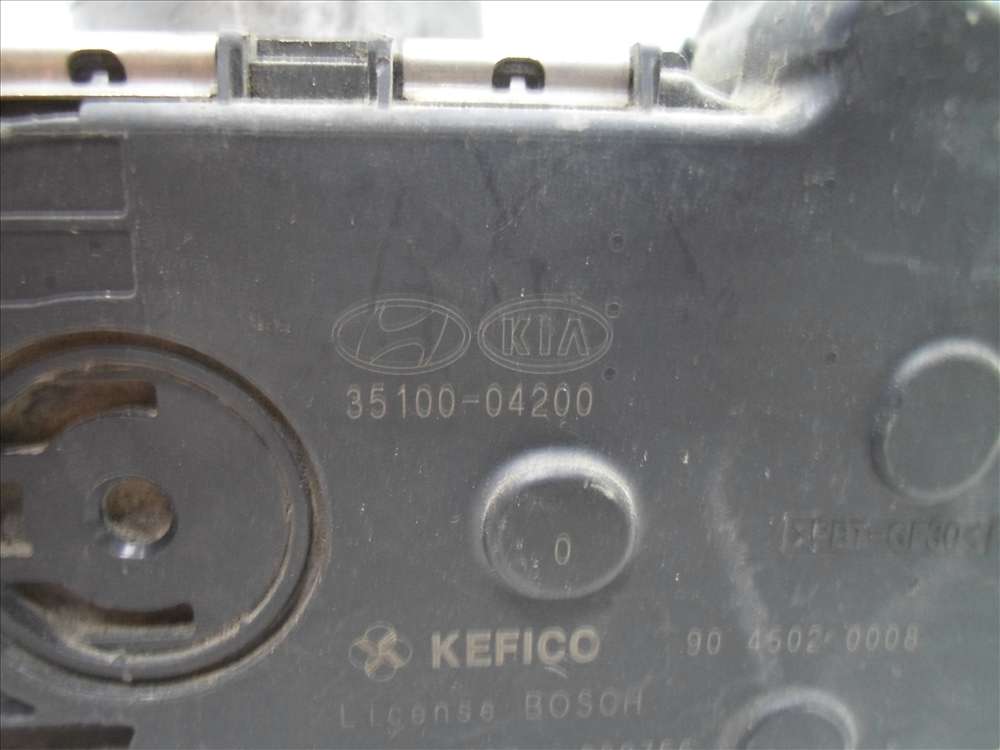 KIA
35100-04200
0
KEFICO 90 4502 0008
License BOSCH